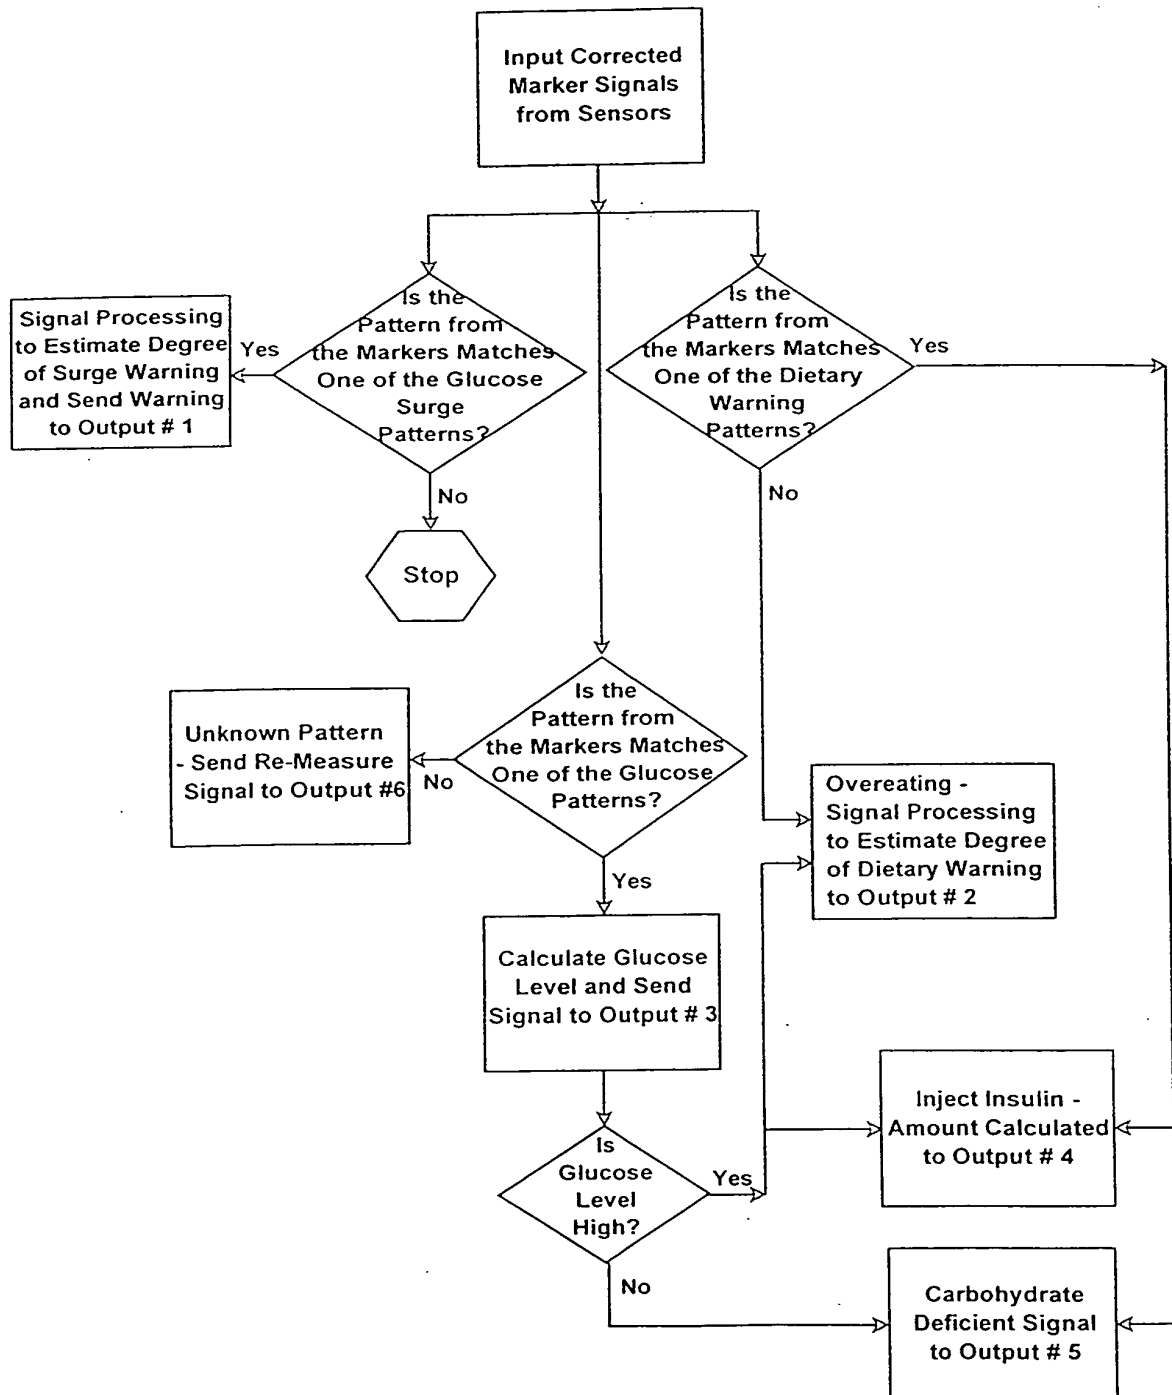 Input Corrected
Marker Signals
from Sensors
Is the
Pattern from
the Markers Matches
One of the Glucose
Surge
Patterns?
Yes
Signal Processing
to Estimate Degree
of Surge Warning
and Send Warning
to Output # 1
No
Stop
Is the
Pattern from
the Markers Matches
One of the Dietary
Warning
Patterns?
Yes
No
Is the
Pattern from
the Markers Matches
One of the Glucose
Patterns?
No
Unknown Pattern
- Send Re-Measure
Signal to Output #6
Yes
Overeating -
Signal Processing
to Estimate Degree
of Dietary Warning
to Output # 2
Calculate Glucose
Level and Send
Signal to Output # 3
Is
Glucose
Level
High?
Yes
No
Inject Insulin -
Amount Calculated
to Output # 4
Carbohydrate
Deficient Signal
to Output # 5